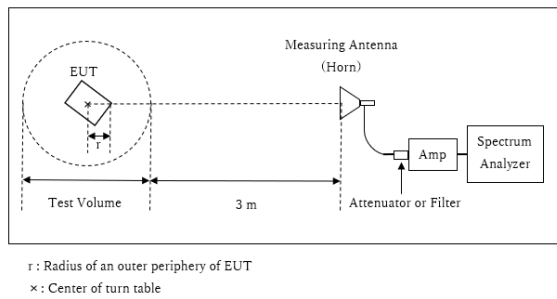 Measuring Antenna
(Horn)
EUT
r
Amp
Spectrum
Analyzer
Test Volume
3 m
Attenuator or Filter
r : Radius of an outer periphery of EUT
× : Center of turn table